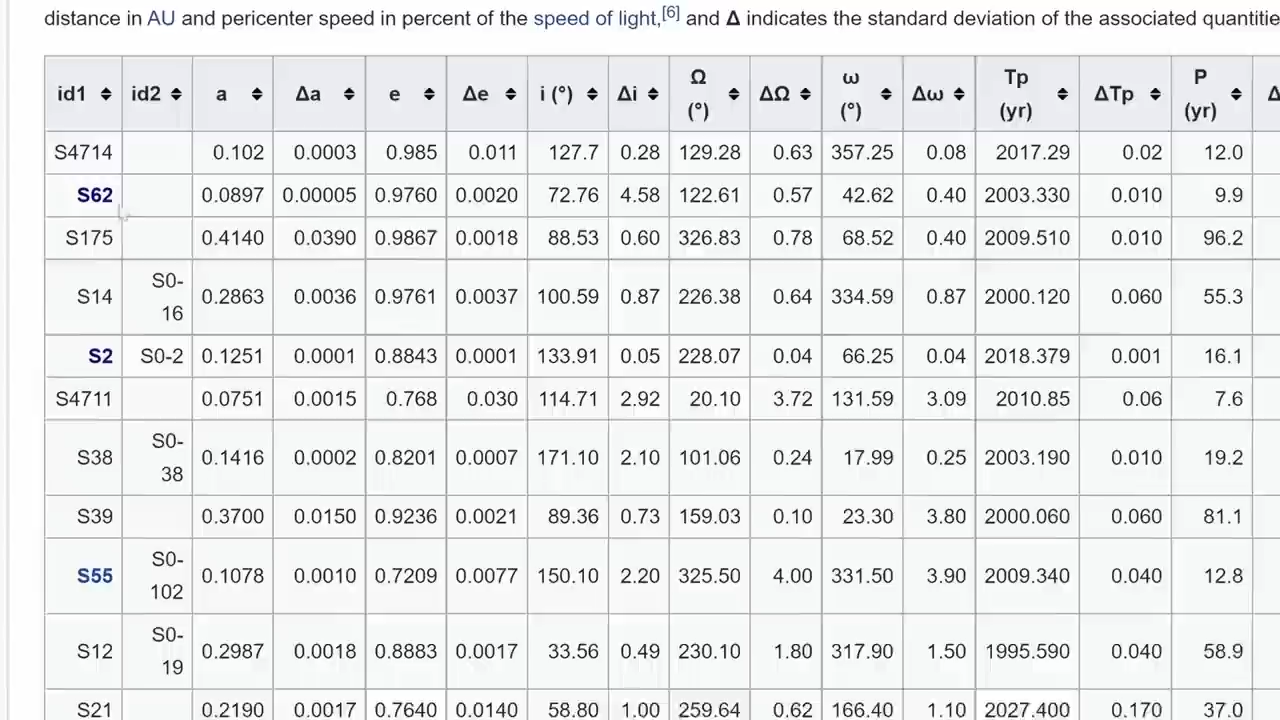 distance in AU and pericenter speed in percent of the speed of light,[6] and Δ indicates the standard deviation of the associated quantitie
id1 id2 a Δa e Δe i (°) Δi Ω (°) ΔΩ ω (°) Δω Tp (yr) ΔTp P (yr) Δ
S4714 0.102 0.0003 0.985 0.011 127.7 0.28 129.28 0.63 357.25 0.08 2017.29 0.02 12.0
S62 0.0897 0.00005 0.9760 0.0020 72.76 4.58 122.61 0.57 42.62 0.40 2003.330 0.010 9.9
S175 0.4140 0.0390 0.9867 0.0018 88.53 0.60 326.83 0.78 68.52 0.40 2009.510 0.010 96.2
S14 S0-16 0.2863 0.0036 0.9761 0.0037 100.59 0.87 226.38 0.64 334.59 0.87 2000.120 0.060 55.3
S2 S0-2 0.1251 0.0001 0.8843 0.0001 133.91 0.05 228.07 0.04 66.25 0.04 2018.379 0.001 16.1
S4711 0.0751 0.0015 0.768 0.030 114.71 2.92 20.10 3.72 131.59 3.09 2010.85 0.06 7.6
S38 S0-38 0.1416 0.0002 0.8201 0.0007 171.10 2.10 101.06 0.24 17.99 0.25 2003.190 0.010 19.2
S39 0.3700 0.0150 0.9236 0.0021 89.36 0.73 159.03 0.10 23.30 3.80 2000.060 0.060 81.1
S55 S0-102 0.1078 0.0010 0.7209 0.0077 150.10 2.20 325.50 4.00 331.50 3.90 2009.340 0.040 12.8
S12 S0-19 0.2987 0.0018 0.8883 0.0017 33.56 0.49 230.10 1.80 317.90 1.50 1995.590 0.040 58.9
S21 0.2190 0.0017 0.7640 0.0140 58.80 1.00 259.64 0.62 166.40 1.10 2027.400 0.170 37.0